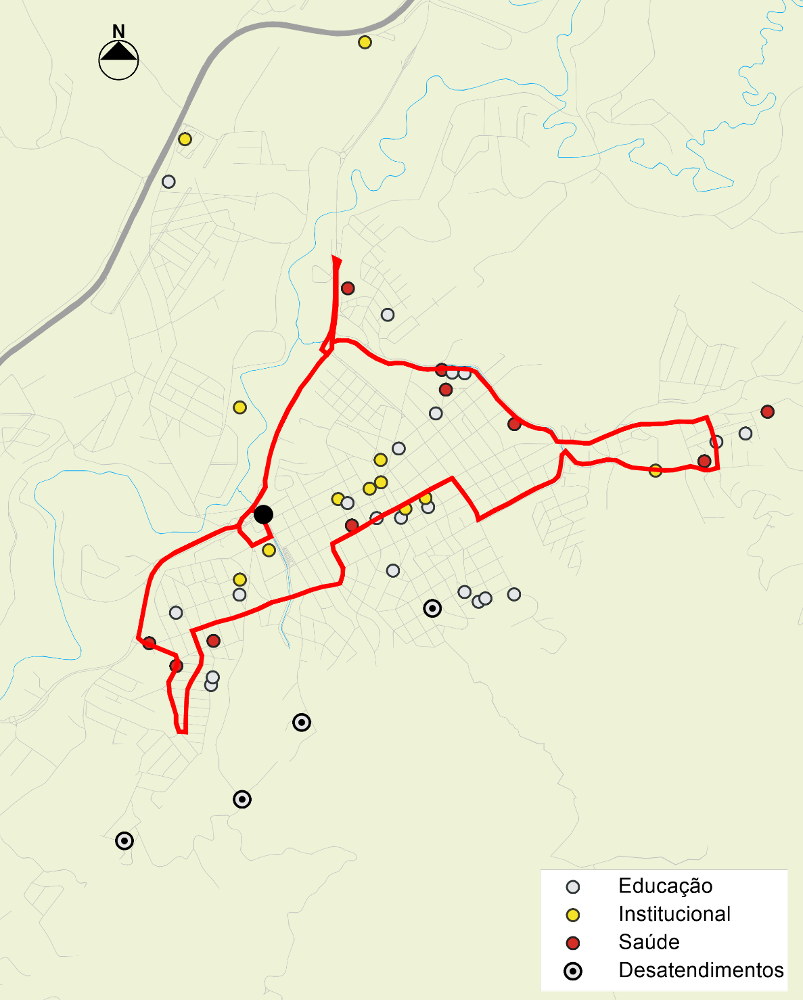 N
Educação
Institucional
Saúde
Desatendimentos